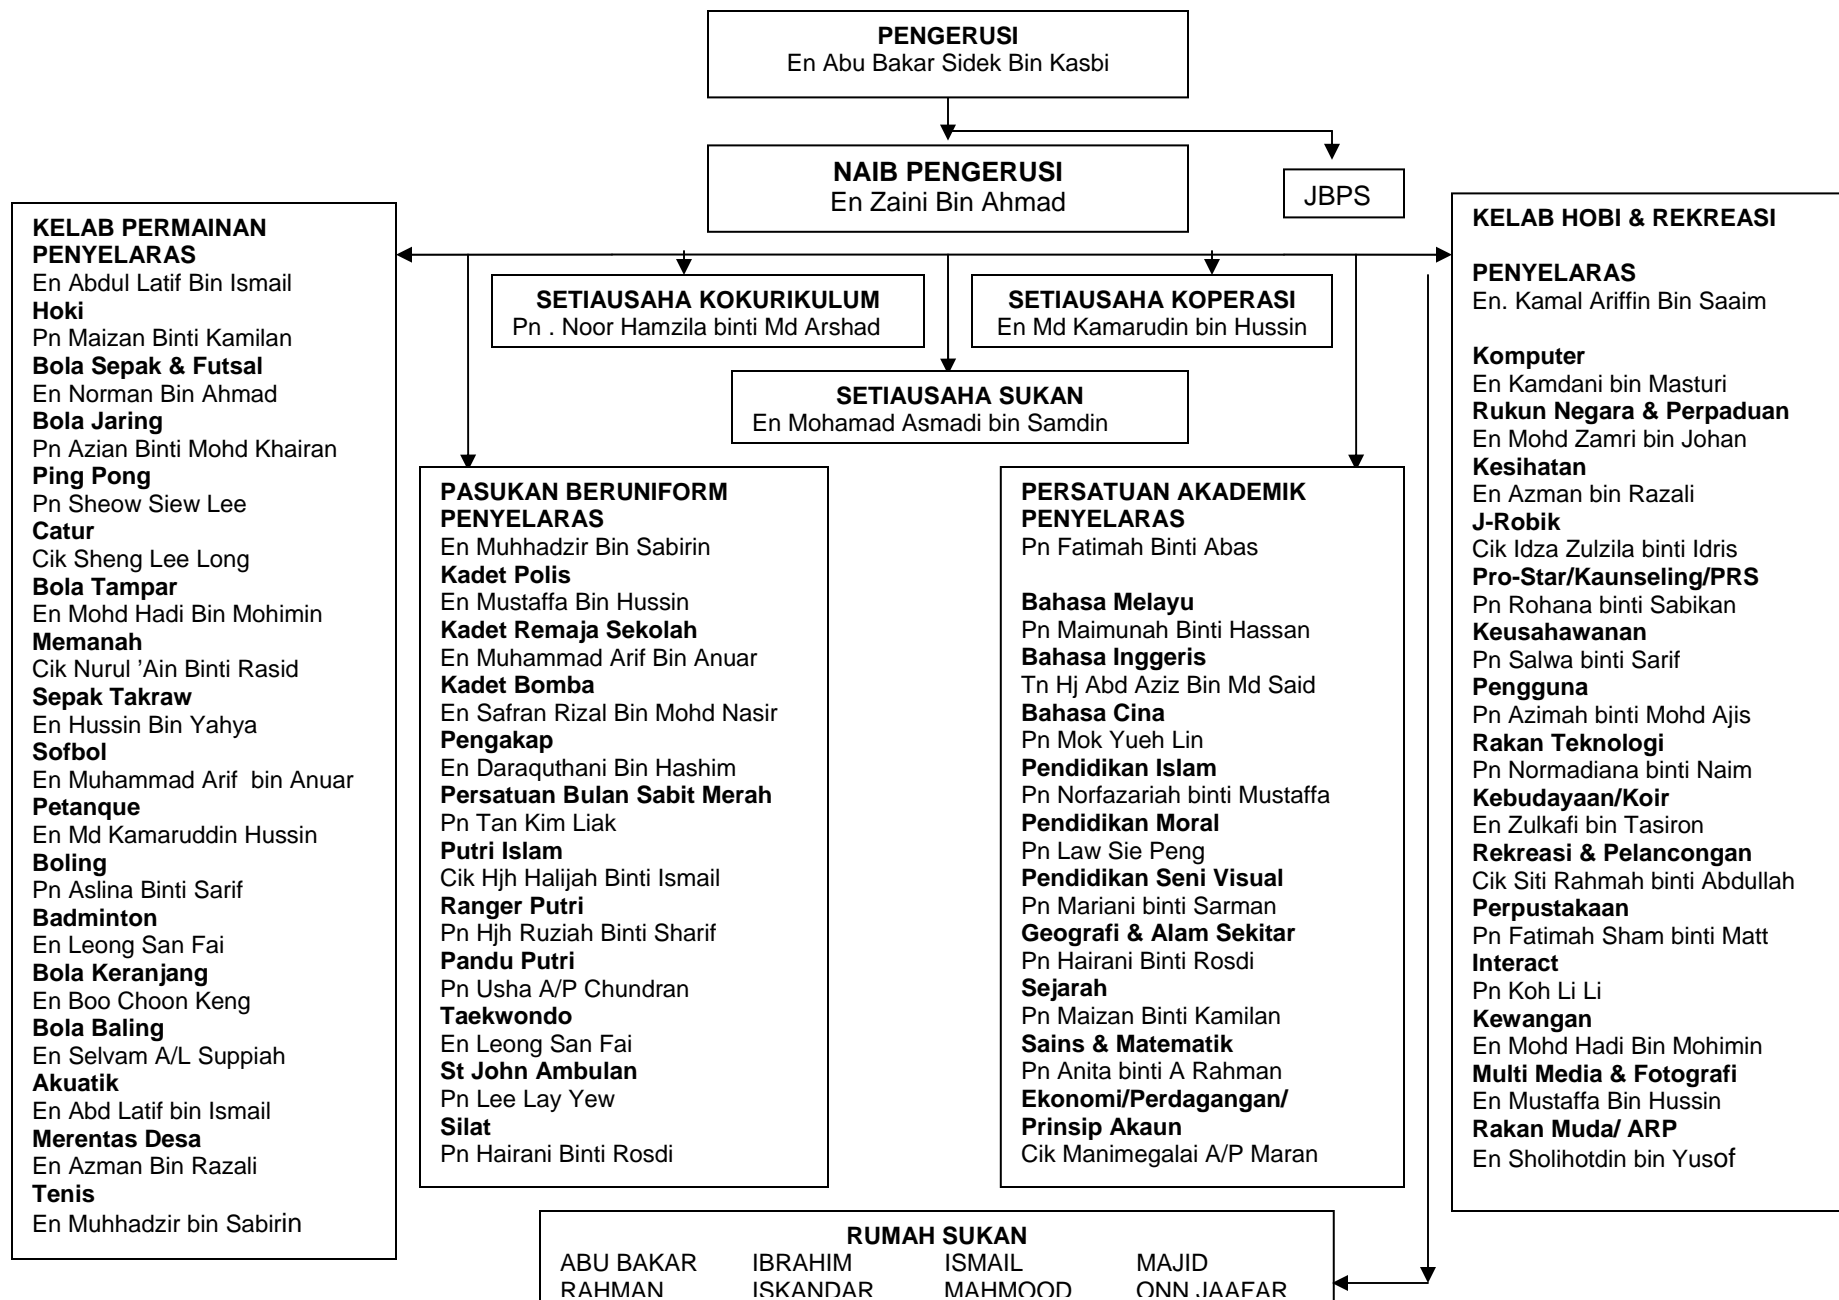 PENGERUSI
En Abu Bakar Sidek Bin Kasbi
NAIB PENGERUSI
En Zaini Bin Ahmad
JBPS
KELAB PERMAINAN
PENYELARAS
En Abdul Latif Bin Ismail
Hoki
Pn Maizan Binti Kamilan
Bola Sepak & Futsal
En Norman Bin Ahmad
Bola Jaring
Pn Azian Binti Mohd Khairan
Ping Pong
Pn Sheow Siew Lee
Catur
Cik Sheng Lee Long
Bola Tampar
En Mohd Hadi Bin Mohimin
Memanah
Cik Nurul ’Ain Binti Rasid
Sepak Takraw
En Hussin Bin Yahya
Sofbol
En Muhammad Arif  bin Anuar
Petanque
En Md Kamaruddin Hussin
Boling
Pn Aslina Binti Sarif
Badminton
En Leong San Fai
Bola Keranjang
En Boo Choon Keng
Bola Baling
En Selvam A/L Suppiah
Akuatik
En Abd Latif bin Ismail
Merentas Desa
En Azman Bin Razali
Tenis
En Muhhadzir bin Sabirin
SETIAUSAHA KOKURIKULUM
Pn . Noor Hamzila binti Md Arshad
SETIAUSAHA KOPERASI
En Md Kamarudin bin Hussin
SETIAUSAHA SUKAN
En Mohamad Asmadi bin Samdin
PASUKAN BERUNIFORM
PENYELARAS
En Muhhadzir Bin Sabirin
Kadet Polis
En Mustaffa Bin Hussin
Kadet Remaja Sekolah
En Muhammad Arif Bin Anuar
Kadet Bomba
En Safran Rizal Bin Mohd Nasir
Pengakap
En Daraquthani Bin Hashim
Persatuan Bulan Sabit Merah
Pn Tan Kim Liak
Putri Islam
Cik Hjh Halijah Binti Ismail
Ranger Putri
Pn Hjh Ruziah Binti Sharif
Pandu Putri
Pn Usha A/P Chundran
Taekwondo
En Leong San Fai
St John Ambulan
Pn Lee Lay Yew
Silat
Pn Hairani Binti Rosdi
PERSATUAN AKADEMIK
PENYELARAS
Pn Fatimah Binti Abas
Bahasa Melayu
Pn Maimunah Binti Hassan
Bahasa Inggeris
Tn Hj Abd Aziz Bin Md Said
Bahasa Cina
Pn Mok Yueh Lin
Pendidikan Islam
Pn Norfazariah binti Mustaffa
Pendidikan Moral
Pn Law Sie Peng
Pendidikan Seni Visual
Pn Mariani binti Sarman
Geografi & Alam Sekitar
Pn Hairani Binti Rosdi
Sejarah
Pn Maizan Binti Kamilan
Sains & Matematik
Pn Anita binti A Rahman
Ekonomi/Perdagangan/
Prinsip Akaun
Cik Manimegalai A/P Maran
KELAB HOBI & REKREASI
PENYELARAS
En. Kamal Ariffin Bin Saaim
Komputer
En Kamdani bin Masturi
Rukun Negara & Perpaduan
En Mohd Zamri bin Johan
Kesihatan
En Azman bin Razali
J-Robik
Cik Idza Zulzila binti Idris
Pro-Star/Kaunseling/PRS
Pn Rohana binti Sabikan
Keusahawanan
Pn Salwa binti Sarif
Pengguna
Pn Azimah binti Mohd Ajis
Rakan Teknologi
Pn Normadiana binti Naim
Kebudayaan/Koir
En Zulkafi bin Tasiron
Rekreasi & Pelancongan
Cik Siti Rahmah binti Abdullah
Perpustakaan
Pn Fatimah Sham binti Matt
Interact
Pn Koh Li Li
Kewangan
En Mohd Hadi Bin Mohimin
Multi Media & Fotografi
En Mustaffa Bin Hussin
Rakan Muda/ ARP
En Sholihotdin bin Yusof
RUMAH SUKAN
ABU BAKAR IBRAHIM ISMAIL MAJID
RAHMAN ISKANDAR MAHMOOD ONN JAAFAR